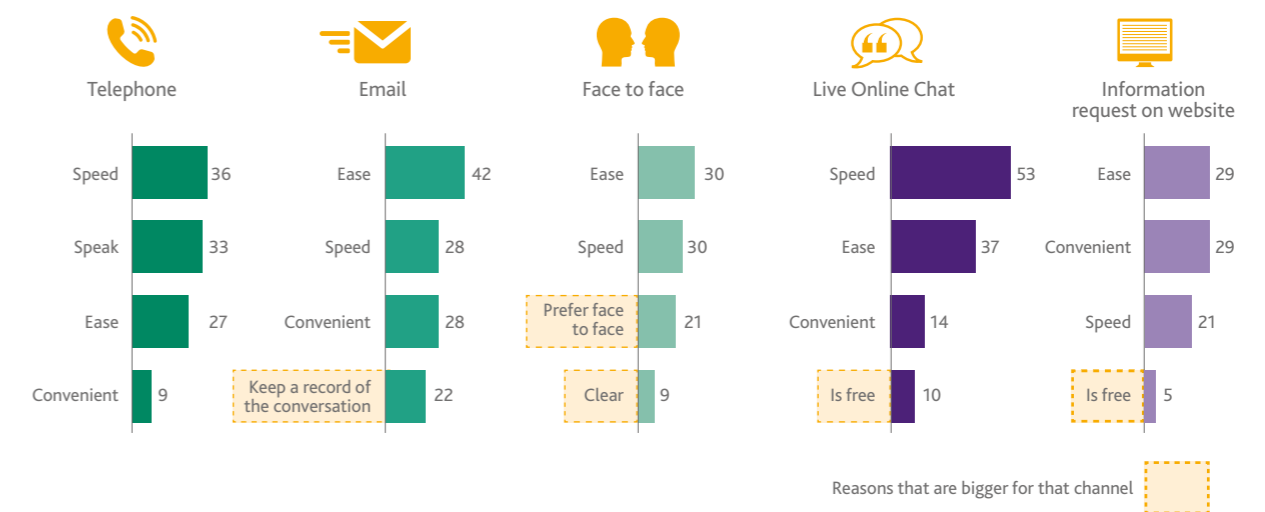 Telephone
Speed 36
Speak 33
Ease 27
Convenient 9
Email
Ease 42
Speed 28
Convenient 28
Keep a record of
the conversation 22
Face to face
Ease 30
Speed 30
Prefer face
to face 21
Clear 9
Live Online Chat
Speed 53
Ease 37
Convenient 14
Is free 10
Information
request on website
Ease 29
Convenient 29
Speed 21
Is free 5
Reasons that are bigger for that channel